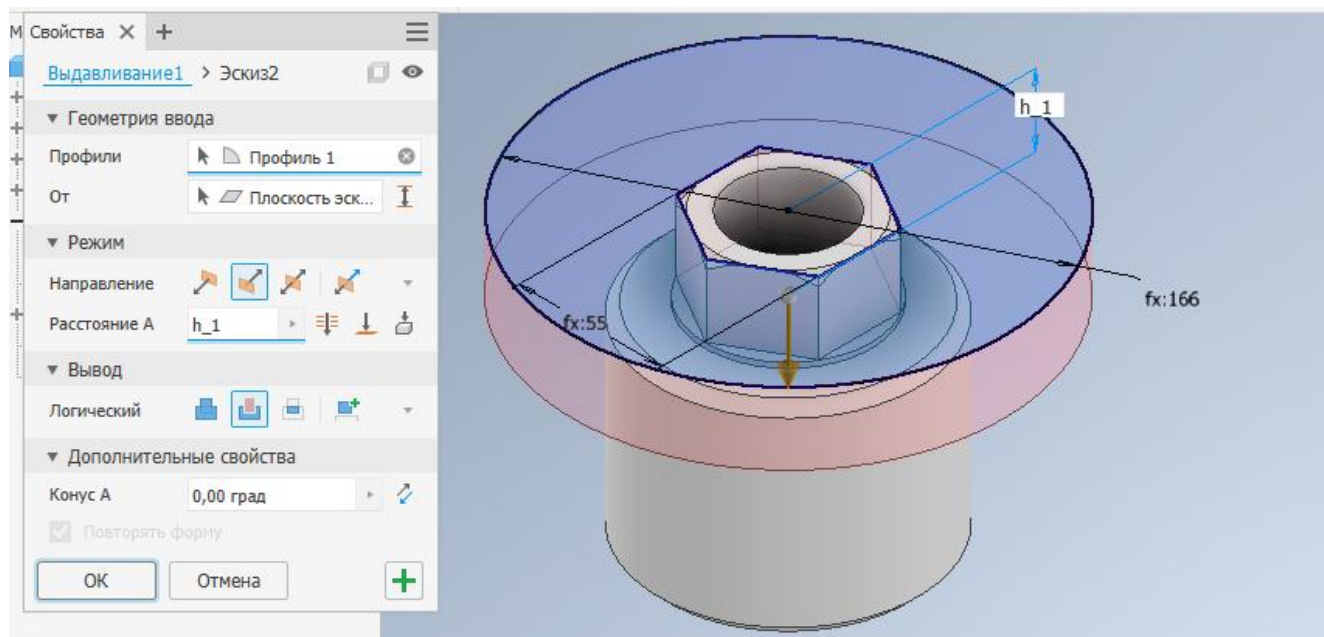 М
Свойства × +
Выдавливание1 > Эскиз2
▼ Геометрия ввода
Профили Профиль 1
От Плоскость эск...
▼ Режим
Направление
Расстояние A h_1
▼ Вывод
Логический
▼ Дополнительные свойства
Конус A 0,00 град
Повторять форму
OK Отмена
h_1
fx:166
fx:55